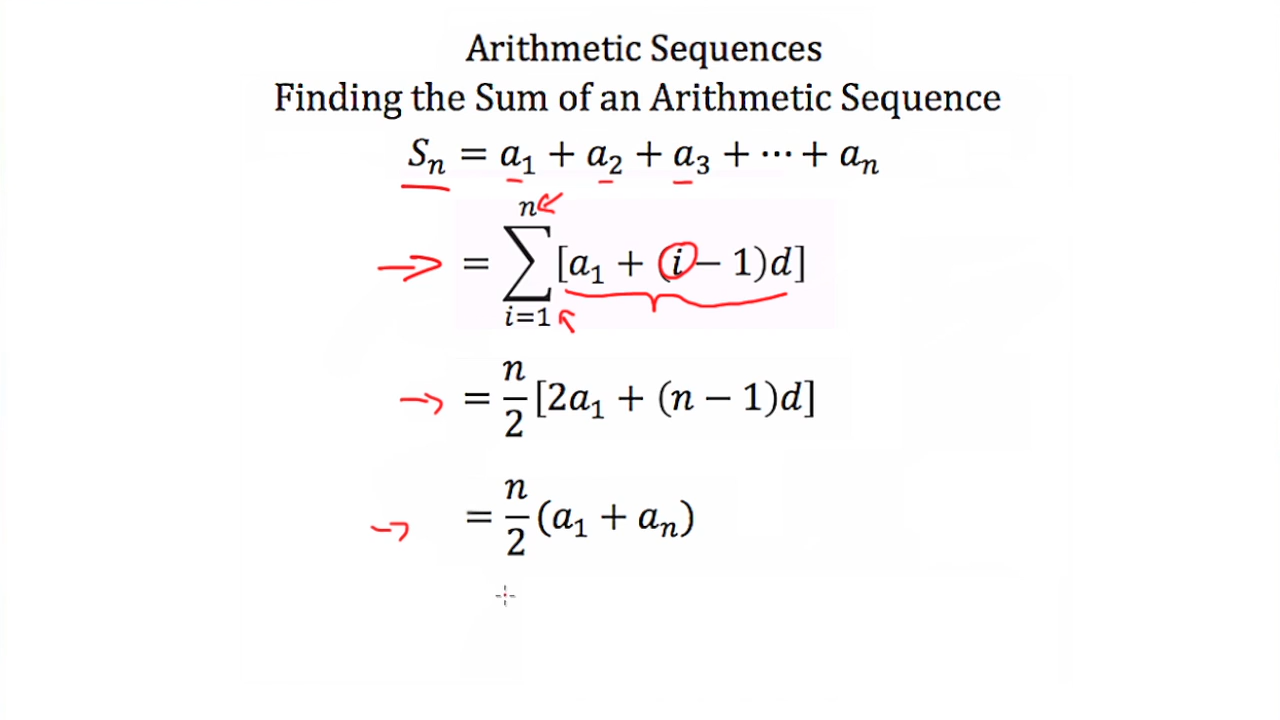 Arithmetic Sequences
Finding the Sum of an Arithmetic Sequence
Sₙ = a₁ + a₂ + a₃ + ⋯ + aₙ
= ∑ᵢ₌₁ⁿ [a₁ + (i − 1)d]
= n/2 [2a₁ + (n − 1)d]
= n/2 (a₁ + aₙ)